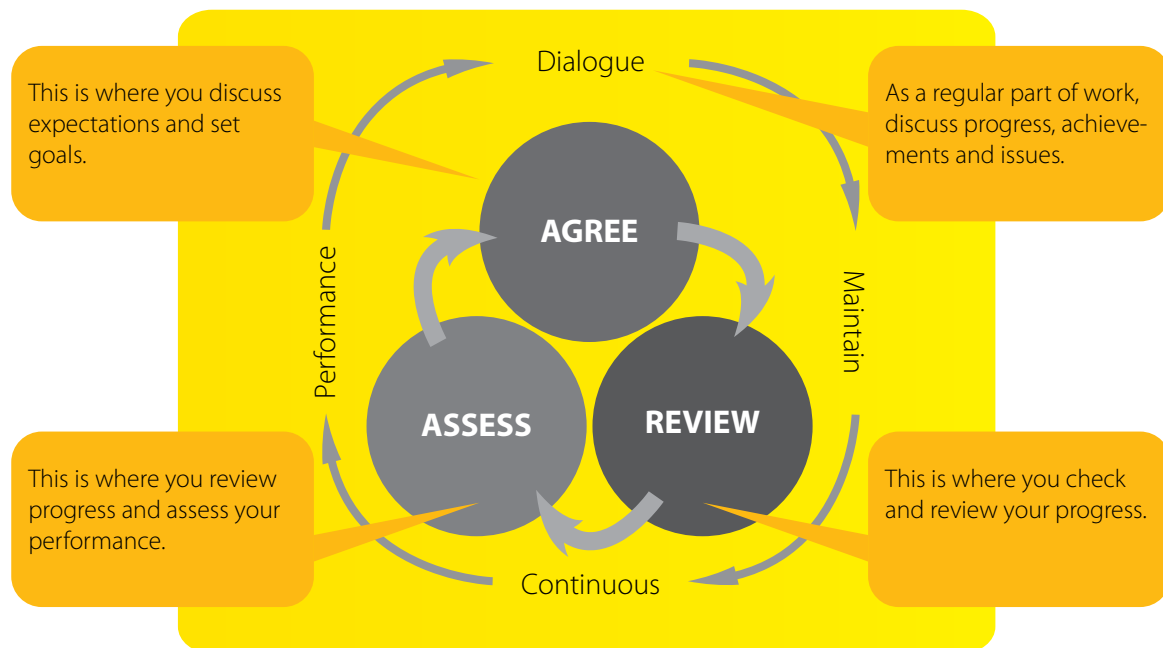 Dialogue
This is where you discuss
expectations and set
goals.
As a regular part of work,
discuss progress, achieve-
ments and issues.
AGREE
Performance
Maintain
ASSESS
REVIEW
This is where you review
progress and assess your
performance.
This is where you check
and review your progress.
Continuous